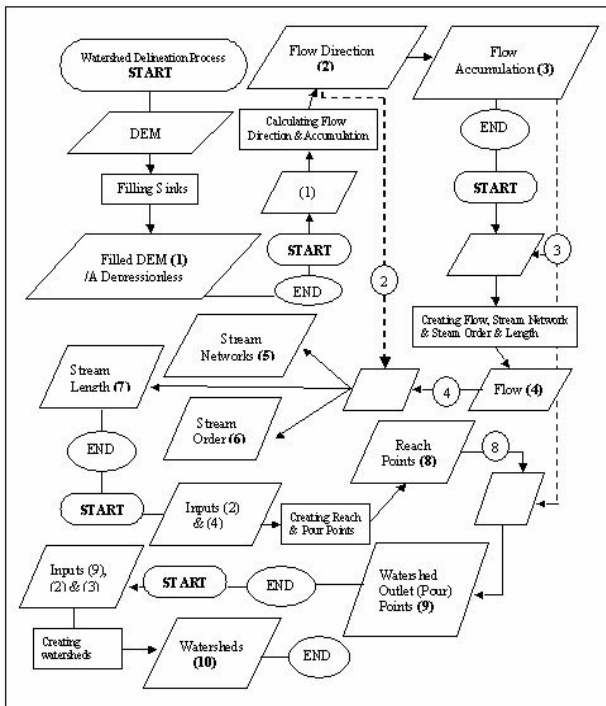 Watershed Delineation Process
START
DEM
Filling Sinks
Filled DEM (1)
/A Depressionless
END
START
(1)
Calculating Flow
Direction & Accumulation
Flow Direction
(2)
Flow
Accumulation (3)
END
START
3
2
Creating Flow, Stream Network
& Steam Order & Length
Flow (4)
4
Stream
Networks (5)
Stream
Length (7)
Stream
Order (6)
END
START
Inputs (2)
& (4)
Creating Reach
& Pour Points
Reach
Points (8)
8
Watershed
Outlet (Pour)
Points (9)
END
START
Inputs (9),
(2) & (3)
Creating
watersheds
Watersheds
(10)
END